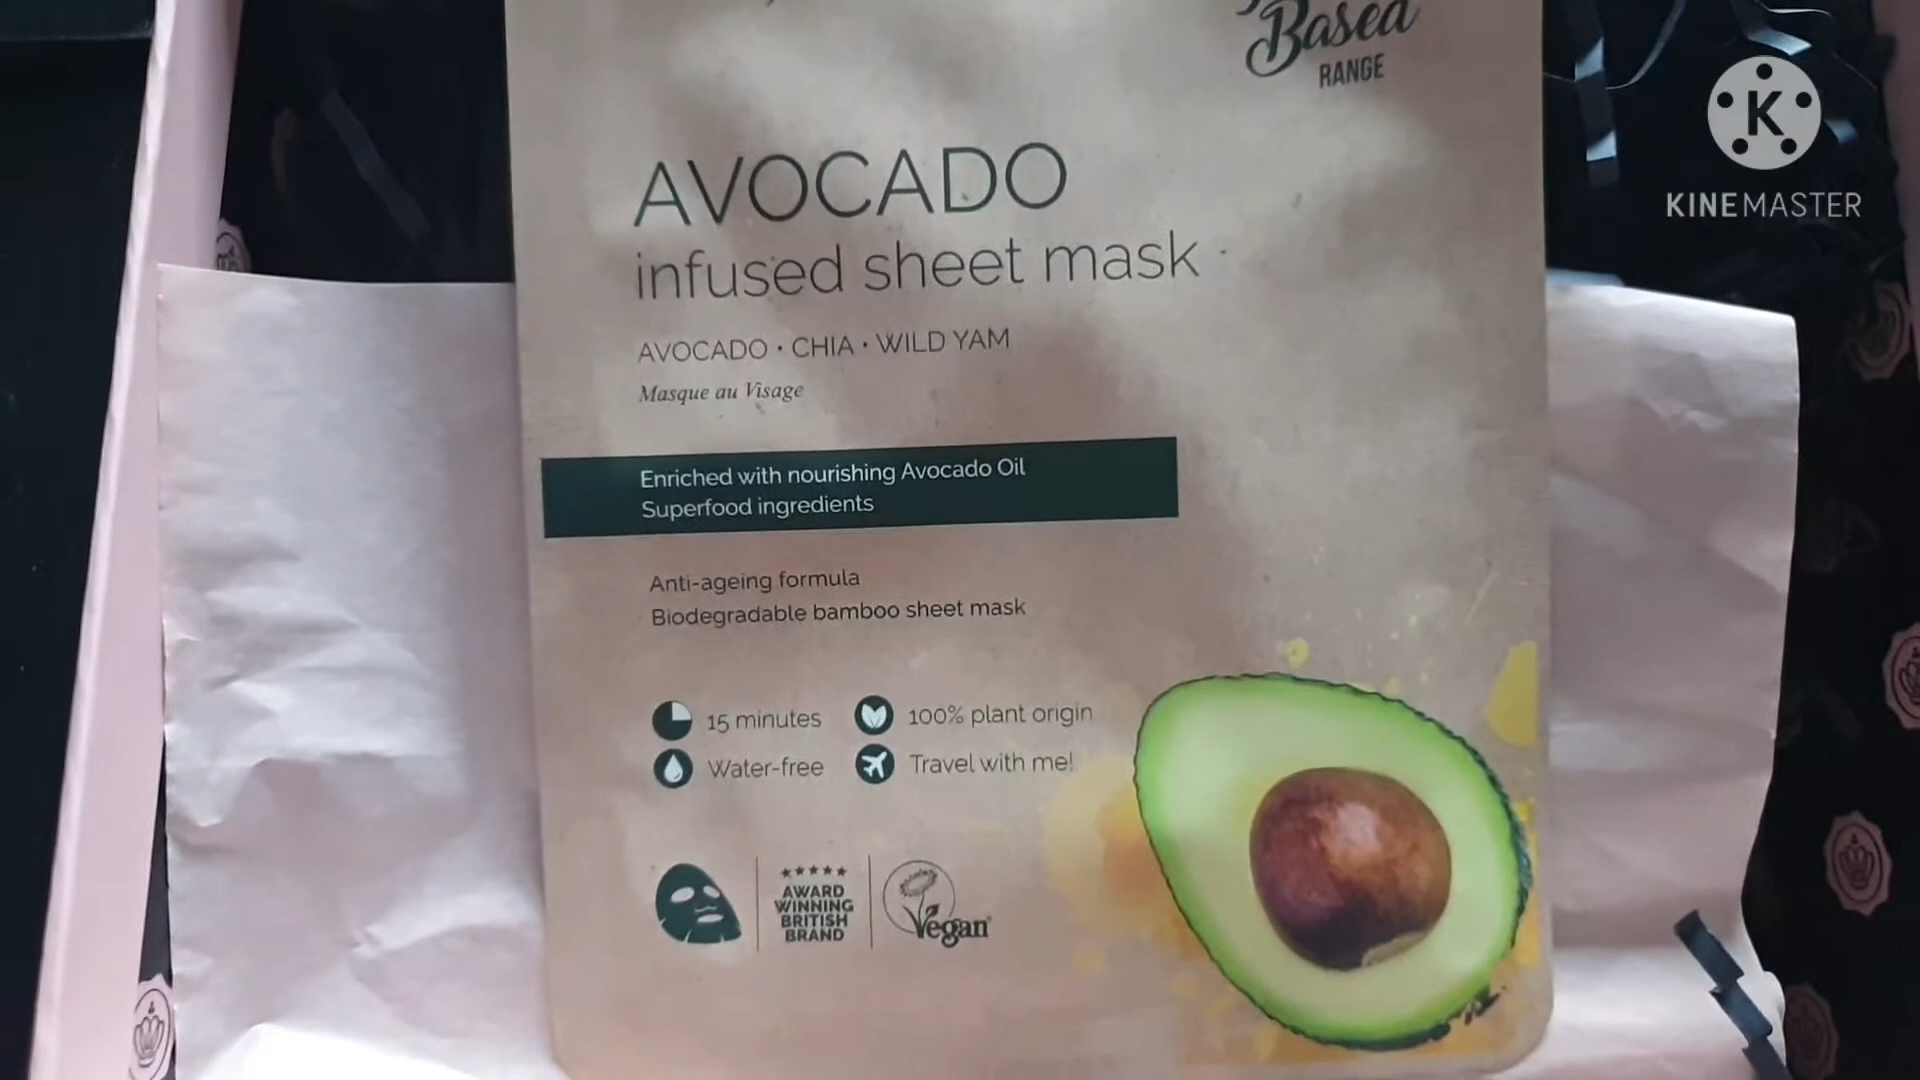 Based
RANGE
K
KINEMASTER
AVOCADO
infused sheet mask
AVOCADO • CHIA • WILD YAM
Masque au Visage
Enriched with nourishing Avocado Oil
Superfood ingredients
Anti-ageing formula
Biodegradable bamboo sheet mask
15 minutes
100% plant origin
Water-free
Travel with me!
AWARD
WINNING
BRITISH
BRAND
Vegan